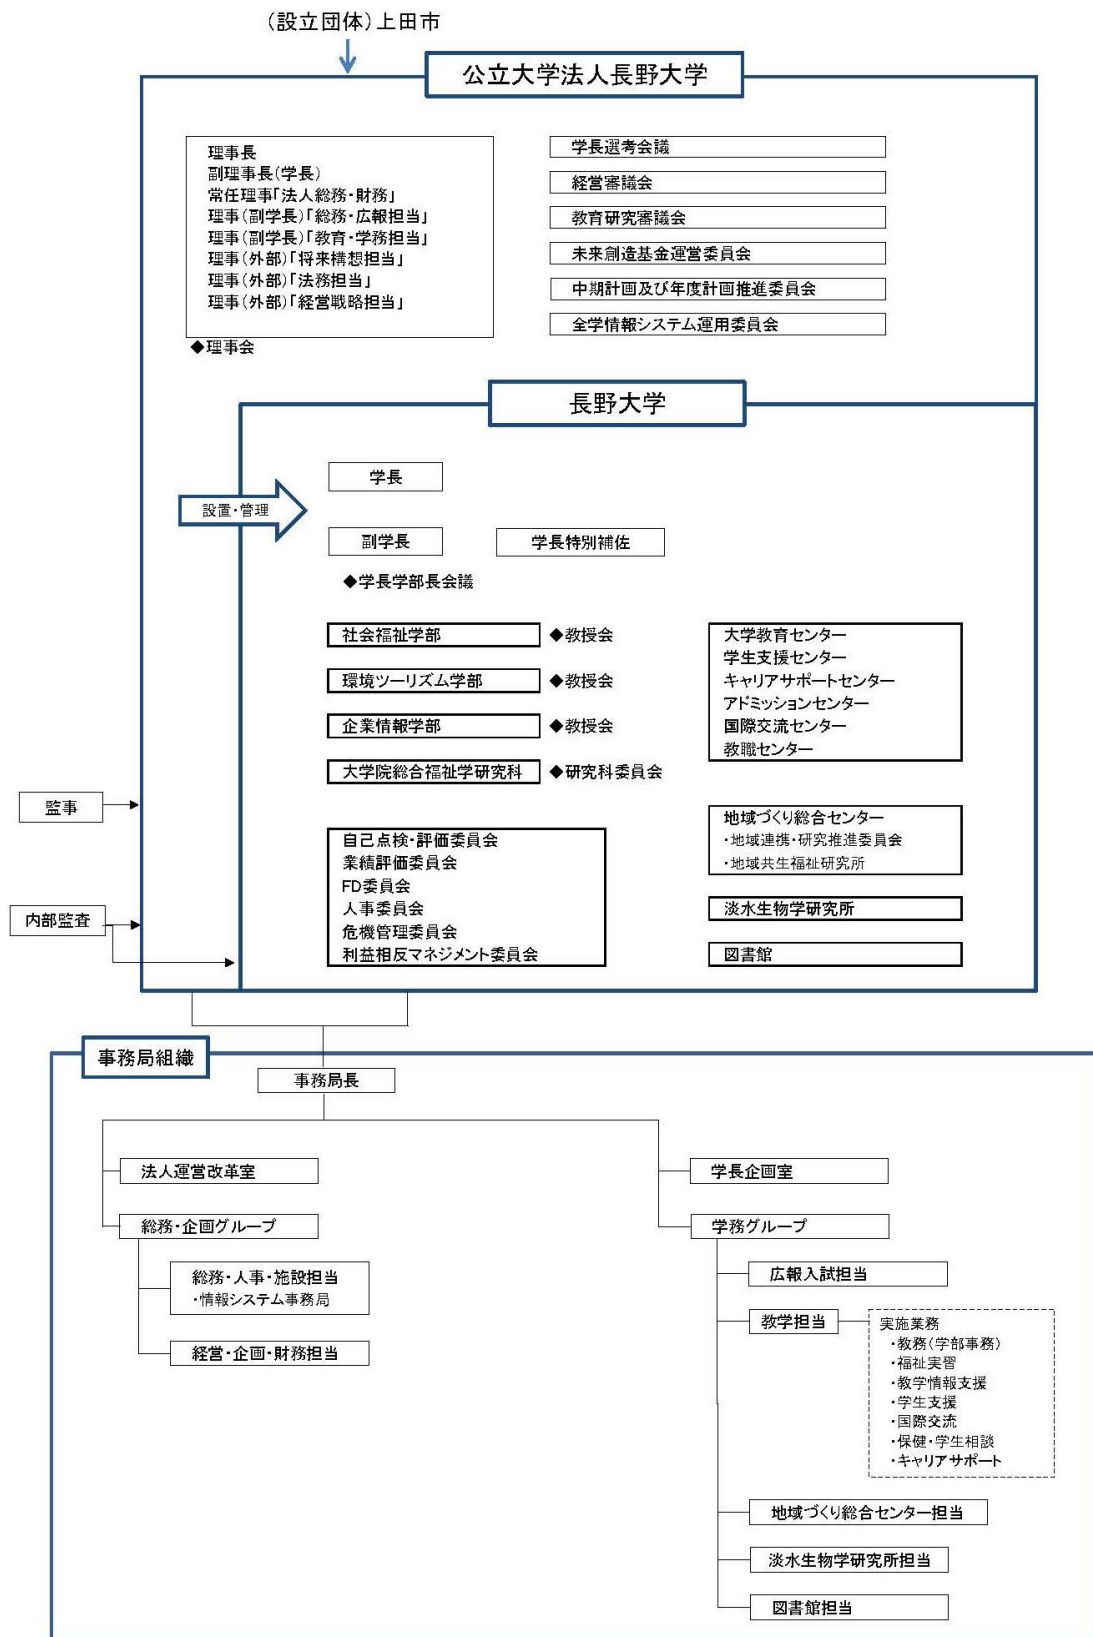 (設立団体)上田市
公立大学法人長野大学
理事長
副理事長(学長)
常任理事「法人総務・財務」
理事(副学長)「総務・広報担当」
理事(副学長)「教育・学務担当」
理事(外部)「将来構想担当」
理事(外部)「法務担当」
理事(外部)「経営戦略担当」
◆理事会
学長選考会議
経営審議会
教育研究審議会
未来創造基金運営委員会
中期計画及び年度計画推進委員会
全学情報システム運用委員会
長野大学
設置・管理
学長
副学長
学長特別補佐
◆学長学部長会議
社会福祉学部
◆教授会
環境ツーリズム学部
◆教授会
企業情報学部
◆教授会
大学院総合福祉学研究科
◆研究科委員会
大学教育センター
学生支援センター
キャリアサポートセンター
アドミッションセンター
国際交流センター
教職センター
自己点検・評価委員会
業績評価委員会
FD委員会
人事委員会
危機管理委員会
利益相反マネジメント委員会
地域づくり総合センター
・地域連携・研究推進委員会
・地域共生福祉研究所
淡水生物学研究所
図書館
監事
内部監査
事務局組織
事務局長
法人運営改革室
総務・企画グループ
総務・人事・施設担当
・情報システム事務局
経営・企画・財務担当
学長企画室
学務グループ
広報入試担当
教学担当
実施業務
・教務(学部事務)
・福祉実習
・教学情報支援
・学生支援
・国際交流
・保健・学生相談
・キャリアサポート
地域づくり総合センター担当
淡水生物学研究所担当
図書館担当